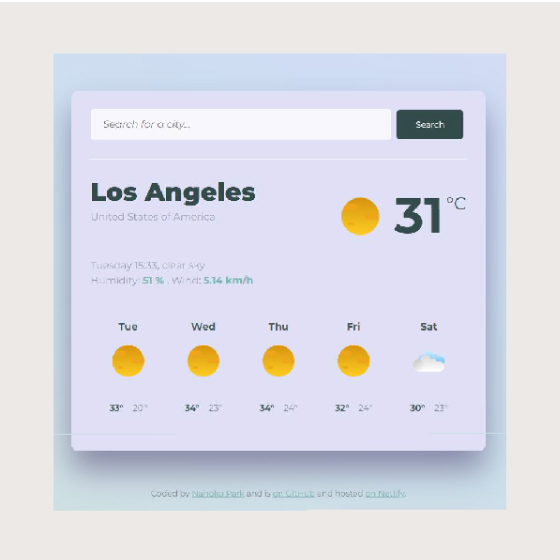 Search for a city...
Search
Los Angeles
31°C
United States of America
Tuesday 15:33, clear sky
Humidity: 51 % , Wind: 5.14 km/h
Tue Wed Thu Fri Sat
33° 20° 34° 23° 34° 24° 32° 24° 30° 23°
Coded by Park and is on GitHub and hosted on Netlify.